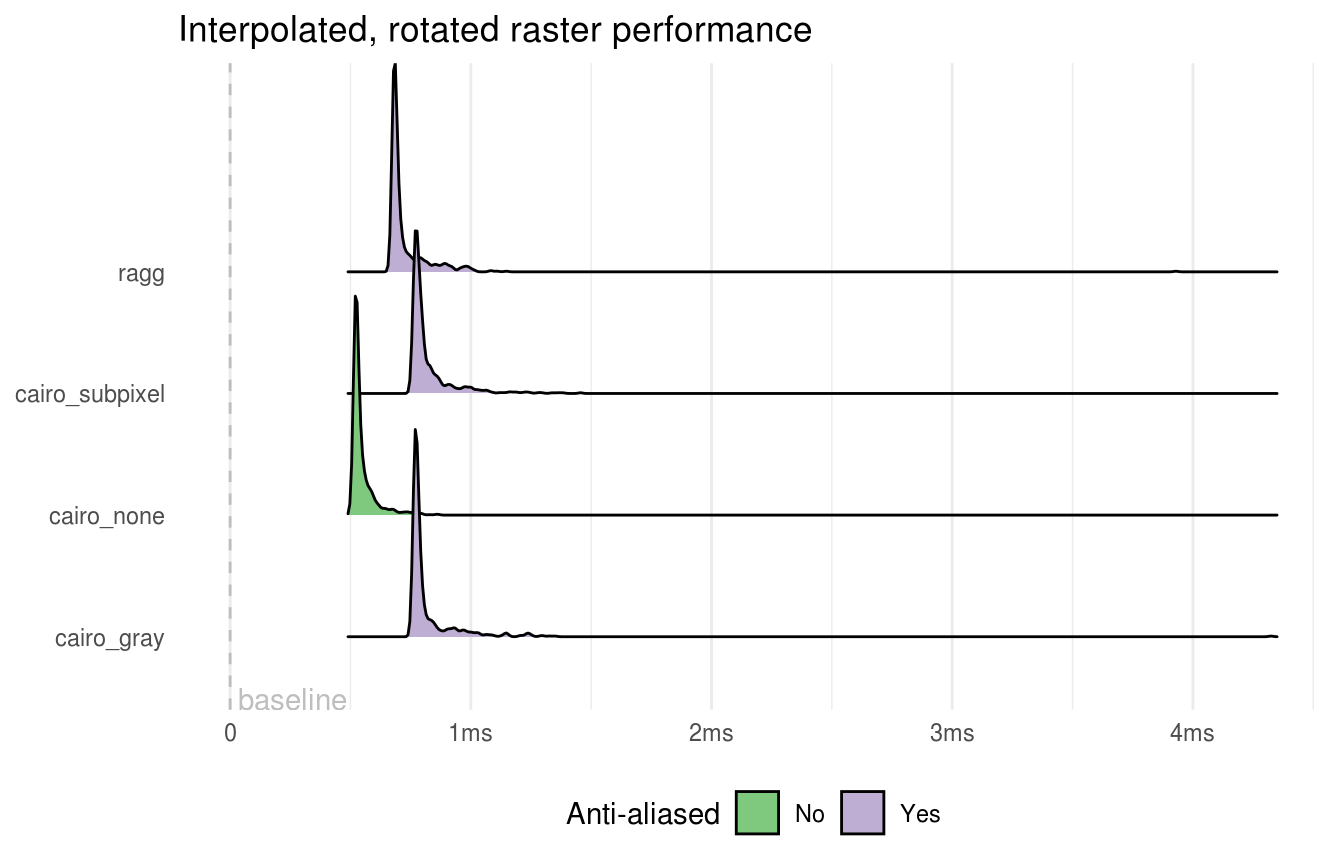 Interpolated, rotated raster performance
ragg
cairo_subpixel
cairo_none
cairo_gray
baseline
0 1ms 2ms 3ms 4ms
Anti-aliased No Yes